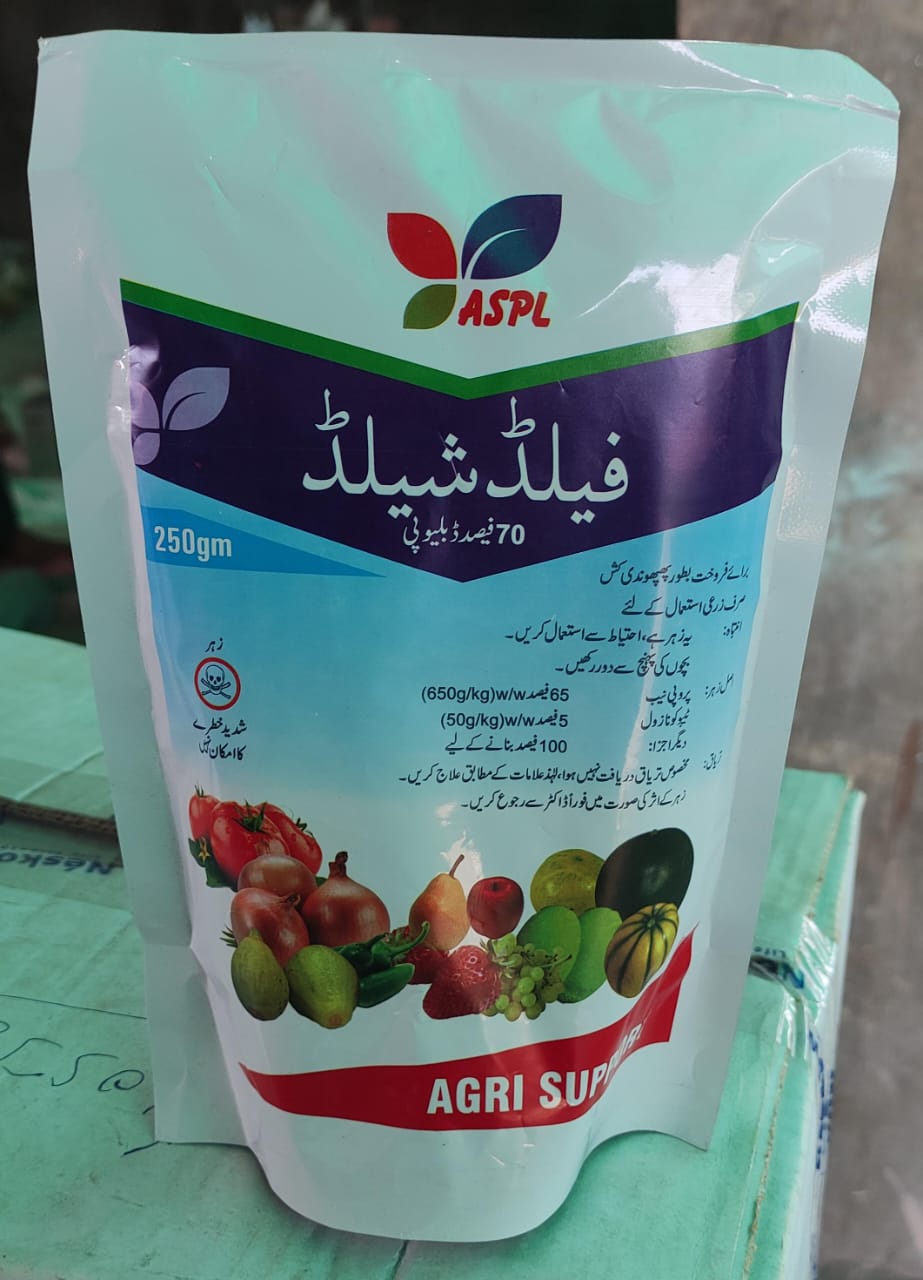 ASPL
فیلڈ شیلڈ
70 فیصد ڈبلیو پی
250gm
برائے فروخت بطور پھپھوندی کش
صرف زرعی استعمال کے لئے
انتباہ: یہ زہر ہے، احتیاط سے استعمال کریں۔
بچوں کی پہنچ سے دور رکھیں۔
زہر
شدید خطرے
کا امکان نہیں
اصل زہر: پروپی نیب 65 فیصد w/w(650g/kg)
ٹیبوکونازول 5 فیصد w/w(50g/kg)
دیگر اجزا: 100 فیصد بنانے کے لیے
تریاق: مخصوص تریاق دریافت نہیں ہوا، لہٰذا علامات کے مطابق علاج کریں۔
زہر کے اثر کی صورت میں فوراً ڈاکٹر سے رجوع کریں۔
AGRI